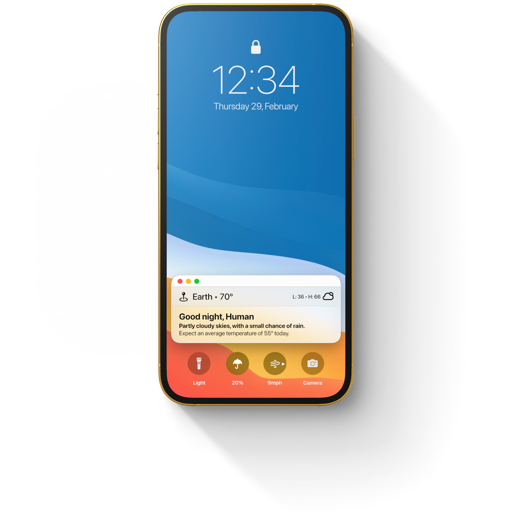 12:34
Thursday 29, February
Earth • 70°
L: 36 • H: 66
Good night, Human
Partly cloudy skies, with a small chance of rain.
Expect an average temperature of 55° today.
Light
20%
9mph
Camera